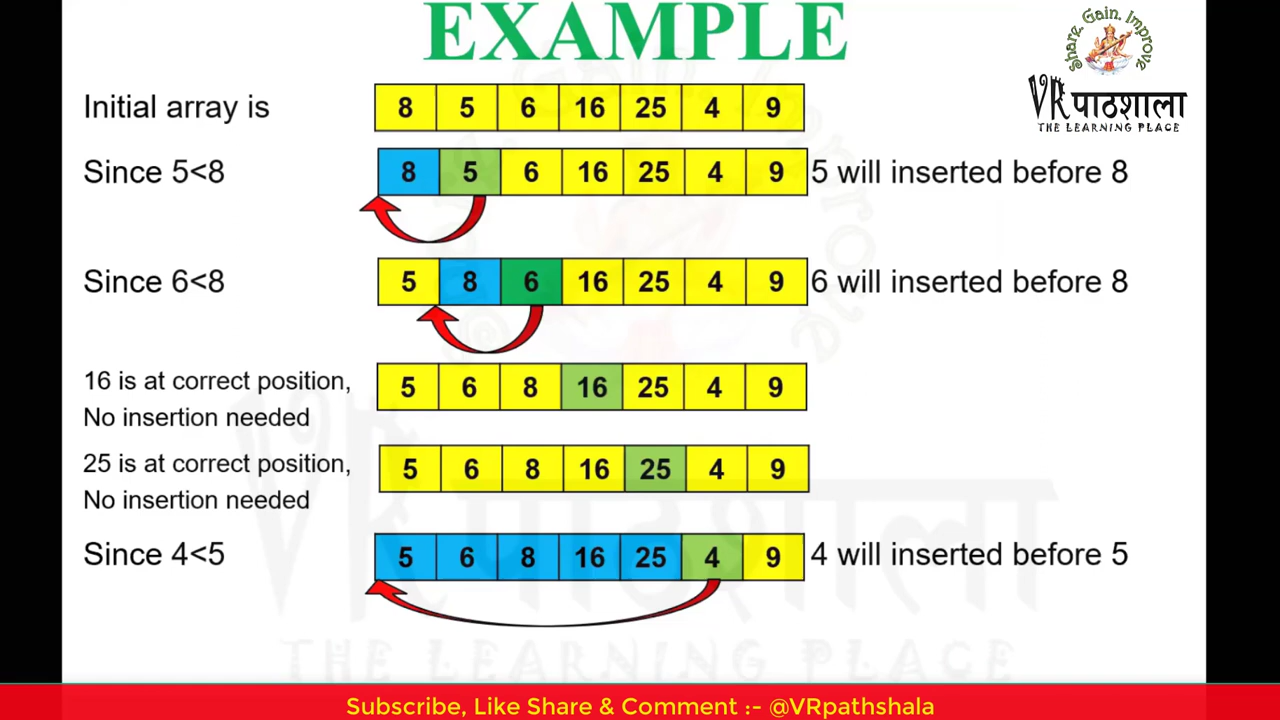 EXAMPLE
Share. Gain. Improve
VR पाठशाला
THE LEARNING PLACE
Initial array is 8 5 6 16 25 4 9
Since 5<8 8 5 6 16 25 4 9 5 will inserted before 8
Since 6<8 5 8 6 16 25 4 9 6 will inserted before 8
16 is at correct position,
No insertion needed
5 6 8 16 25 4 9
25 is at correct position,
No insertion needed
5 6 8 16 25 4 9
Since 4<5 5 6 8 16 25 4 9 4 will inserted before 5
VR पाठशाला
THE LEARNING PLACE
Subscribe, Like Share & Comment :- @VRpathshala